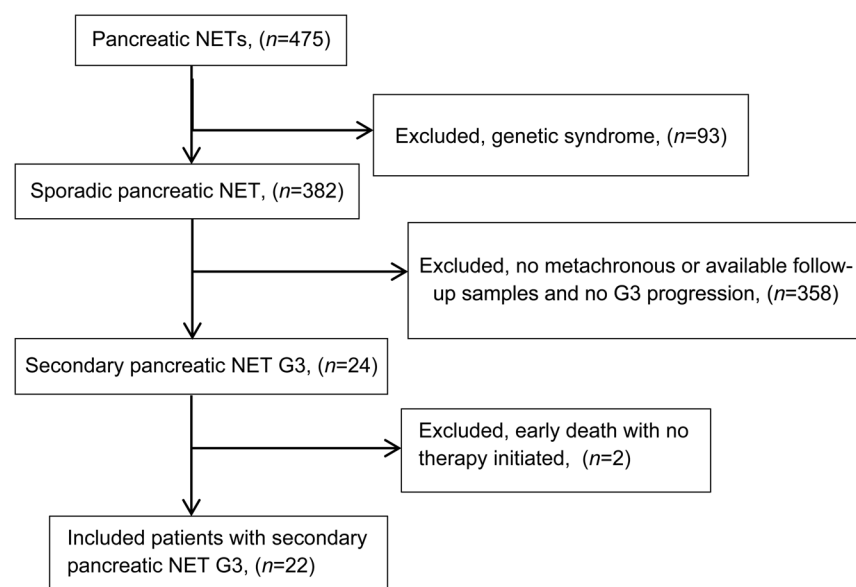 Pancreatic NETs, (n=475)
Excluded, genetic syndrome, (n=93)
Sporadic pancreatic NET, (n=382)
Excluded, no metachronous or available follow-
up samples and no G3 progression, (n=358)
Secondary pancreatic NET G3, (n=24)
Excluded, early death with no
therapy initiated, (n=2)
Included patients with secondary
pancreatic NET G3, (n=22)